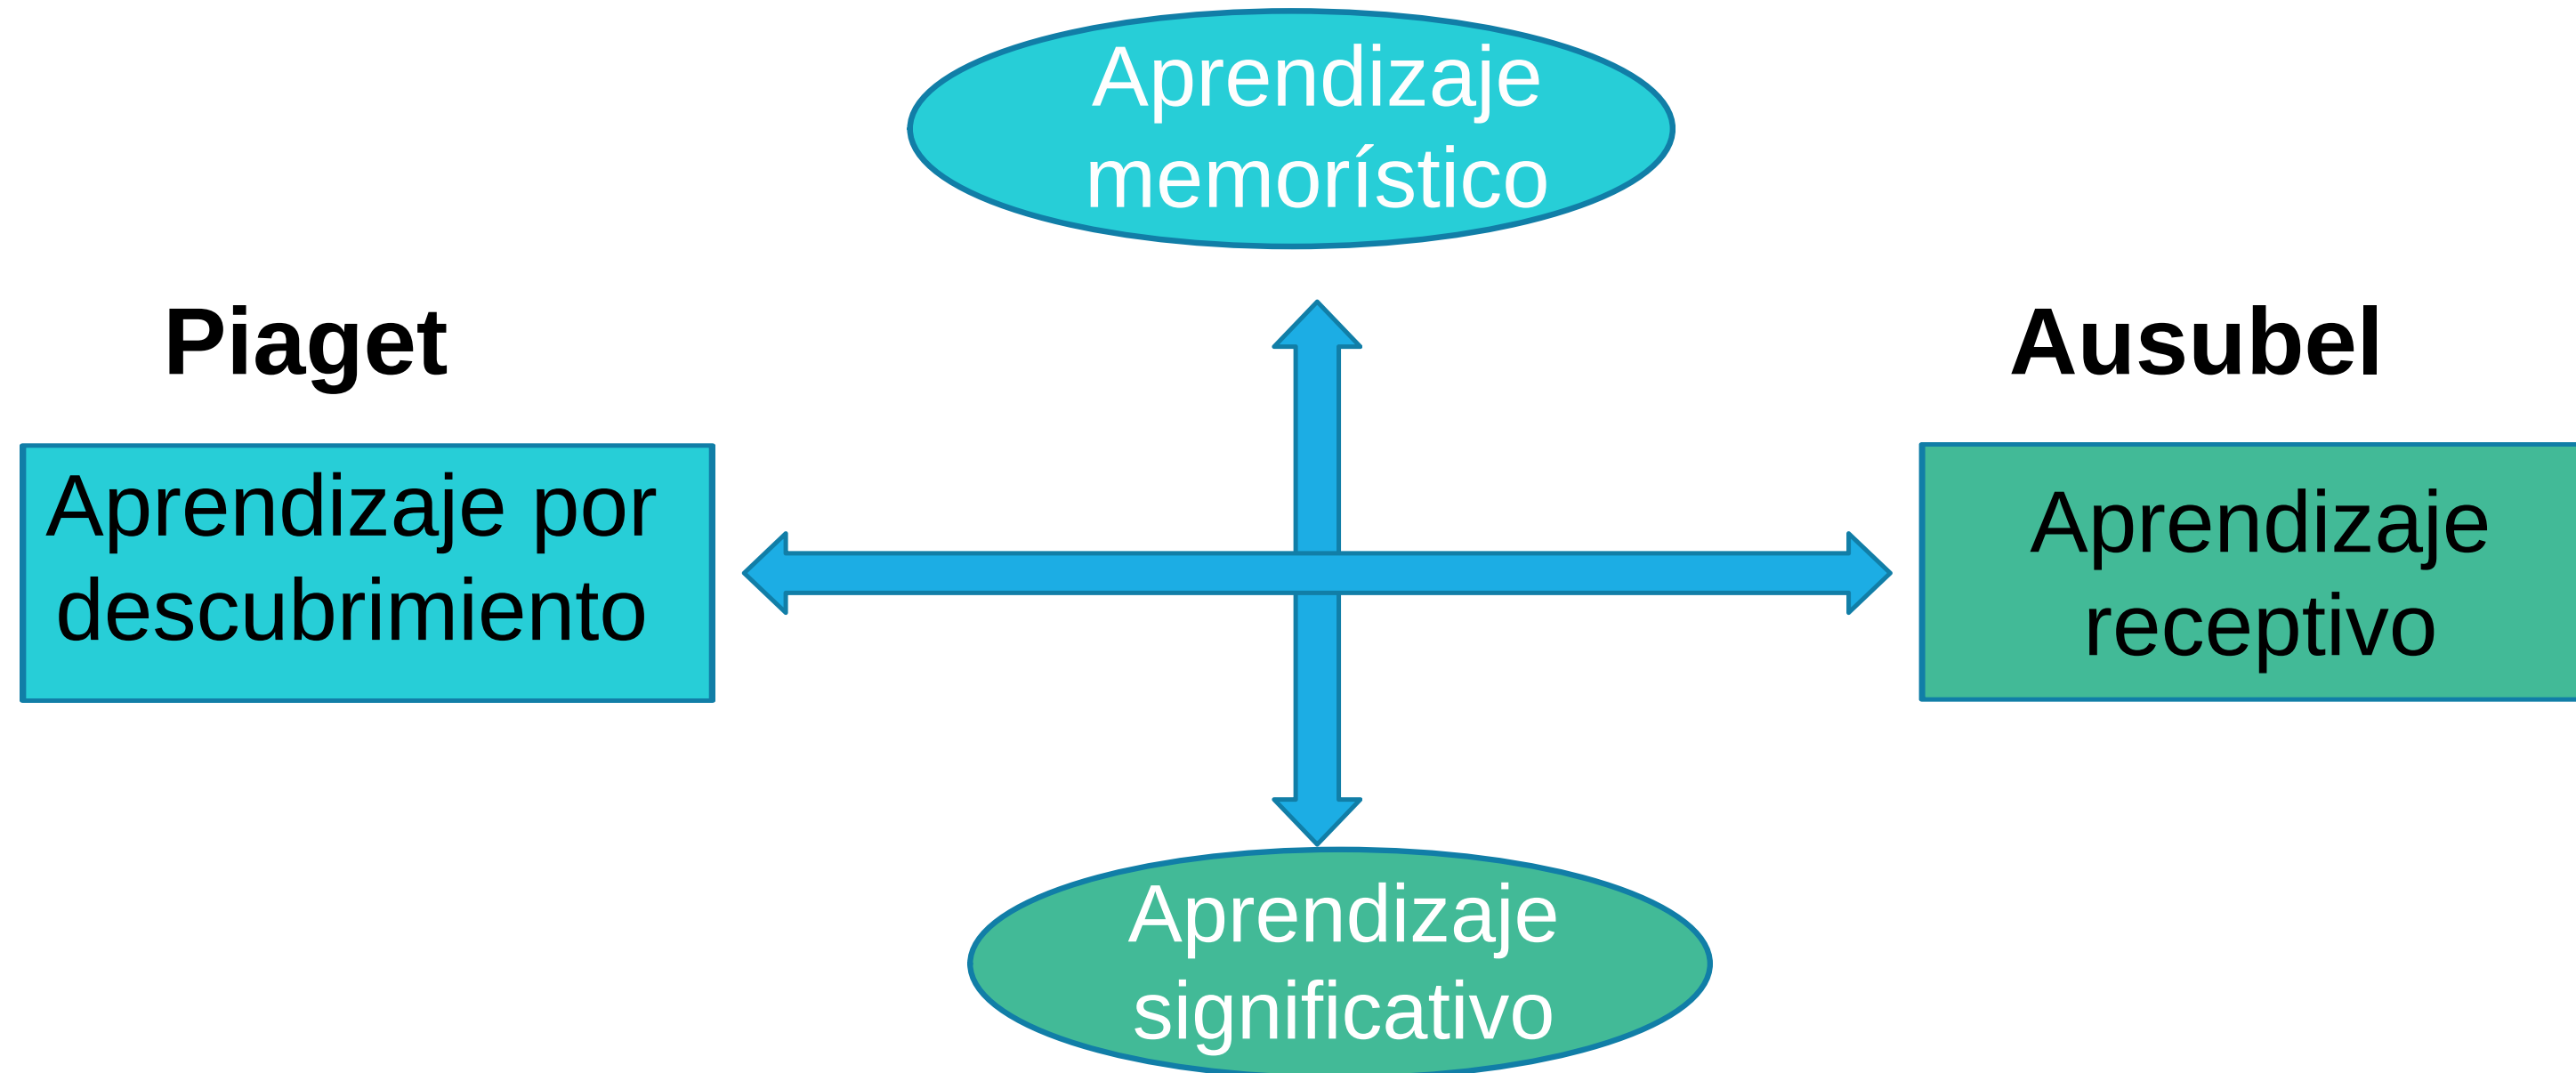 Aprendizaje
memorístico
Piaget
Ausubel
Aprendizaje por
descubrimiento
Aprendizaje
receptivo
Aprendizaje
significativo